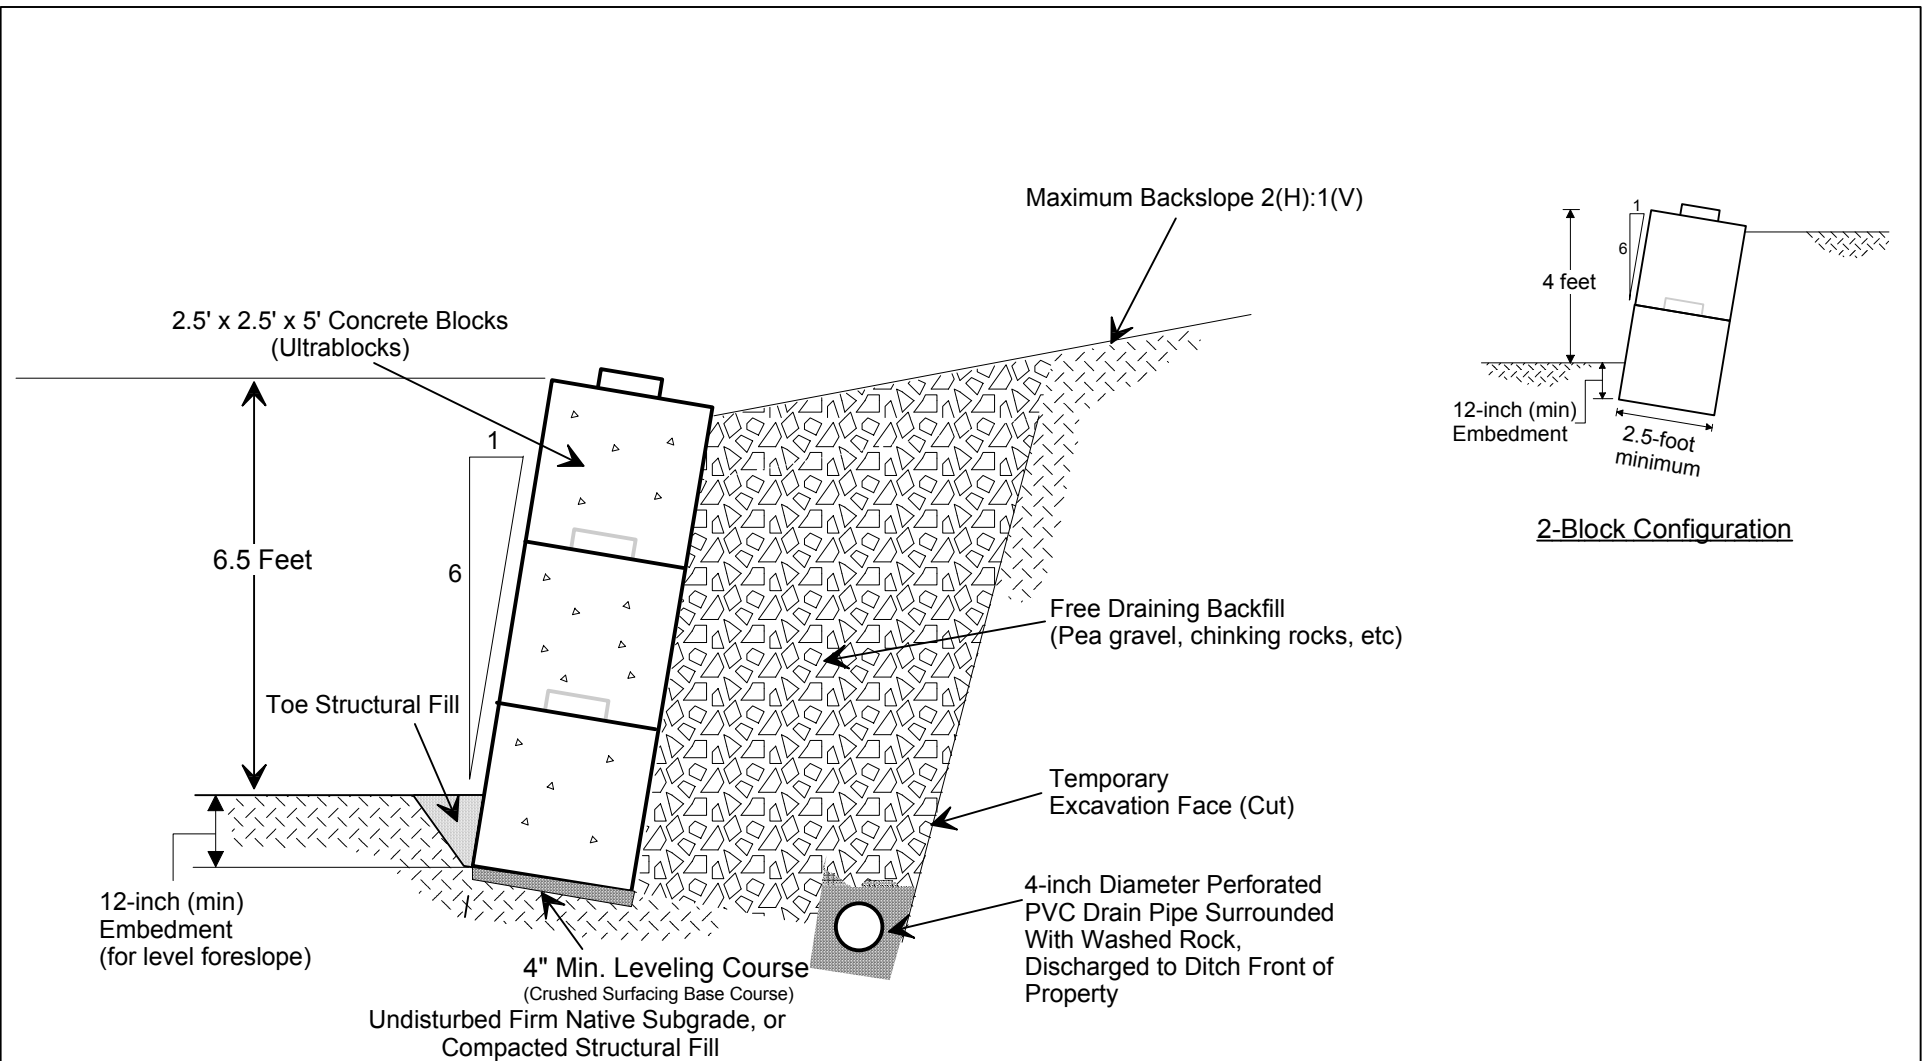 Maximum Backslope 2(H):1(V)
2.5' x 2.5' x 5' Concrete Blocks
(Ultrablocks)
1
6
6.5 Feet
Toe Structural Fill
12-inch (min)
Embedment
(for level foreslope)
4" Min. Leveling Course
(Crushed Surfacing Base Course)
Undisturbed Firm Native Subgrade, or
Compacted Structural Fill
Free Draining Backfill
(Pea gravel, chinking rocks, etc)
Temporary
Excavation Face (Cut)
4-inch Diameter Perforated
PVC Drain Pipe Surrounded
With Washed Rock,
Discharged to Ditch Front of
Property
1
6
4 feet
12-inch (min)
Embedment
2.5-foot
minimum
2-Block Configuration